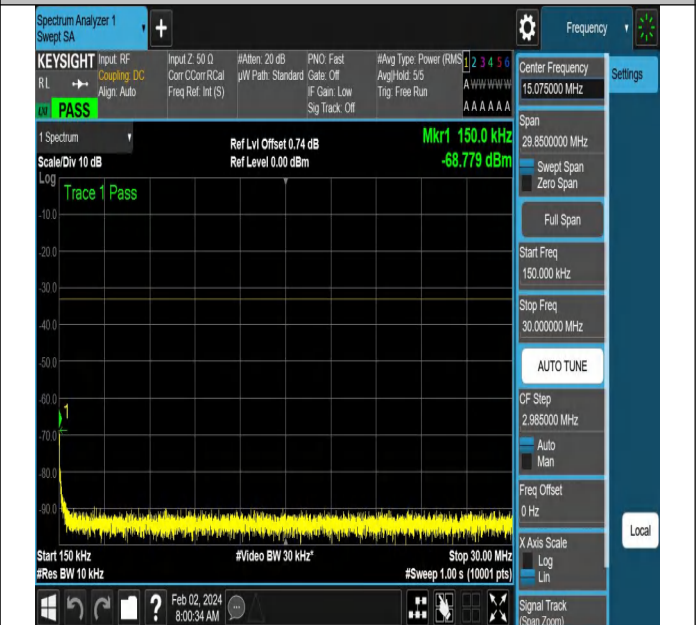 Spectrum Analyzer 1
Swept SA
+
Frequency
KEYSIGHT
RL
PASS
Input: RF
Coupling: DC
Align: Auto
Input Z: 50 Ω
Corr CCorr RCal
Freq Ref: Int (S)
#Atten: 20 dB
µW Path: Standard
PNO: Fast
Gate: Off
IF Gain: Low
Sig Track: Off
#Avg Type: Power (RMS
Avg|Hold: 5/5
Trig: Free Run
1 2 3 4 5 6
A W W W W W
A A A A A A
1 Spectrum
Scale/Div 10 dB
Ref Lvl Offset 0.74 dB
Ref Level 0.00 dBm
Mkr1 150.0 kHz
-68.779 dBm
Log
Trace 1 Pass
-10.0
-20.0
-30.0
-40.0
-50.0
-60.0
1
-70.0
-80.0
-90.0
Start 150 kHz
#Res BW 10 kHz
#Video BW 30 kHz*
Stop 30.00 MHz
#Sweep 1.00 s (10001 pts)
Center Frequency
15.075000 MHz
Settings
Span
29.8500000 MHz
Swept Span
Zero Span
Full Span
Start Freq
150.000 kHz
Stop Freq
30.000000 MHz
AUTO TUNE
CF Step
2.985000 MHz
Auto
Man
Freq Offset
0 Hz
X Axis Scale
Log
Lin
Local
Signal Track
(Span Zoom)
?
Feb 02, 2024
8:00:34 AM